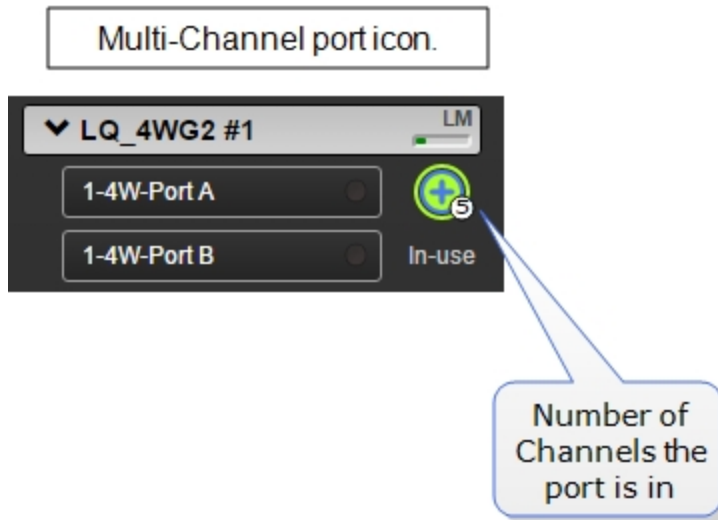 Multi-Channel port icon.
LQ_4WG2 #1
LM
1-4W-Port A
5
1-4W-Port B
In-use
Number of
Channels the
port is in